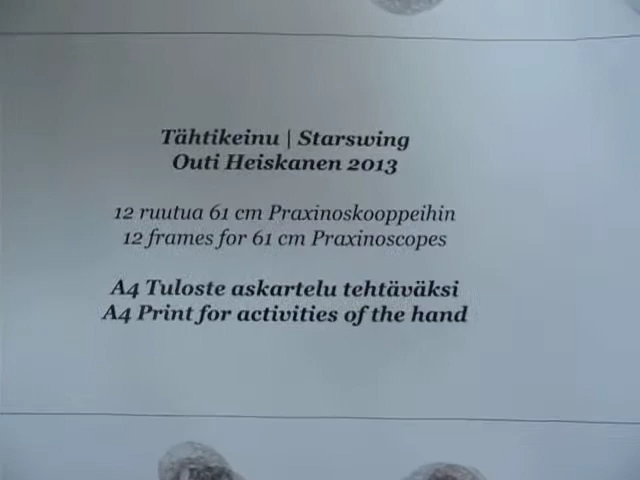 Tähtikeinu | Starswing
Outi Heiskanen 2013
12 ruutua 61 cm Praxinoskooppeihin
12 frames for 61 cm Praxinoscopes
A4 Tuloste askartelu tehtäväksi
A4 Print for activities of the hand